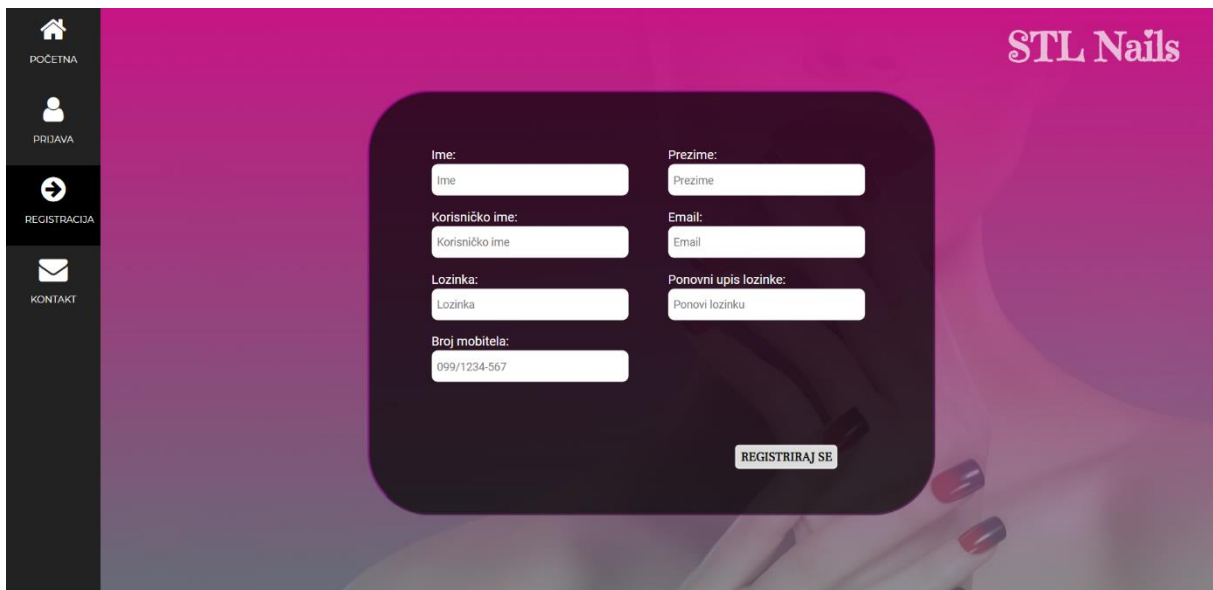 POČETNA
PRIJAVA
REGISTRACIJA
KONTAKT
STL Nails
Ime:
Ime
Prezime:
Prezime
Korisničko ime:
Korisničko ime
Email:
Email
Lozinka:
Lozinka
Ponovni upis lozinke:
Ponovi lozinku
Broj mobitela:
099/1234-567
REGISTRIRAJ SE